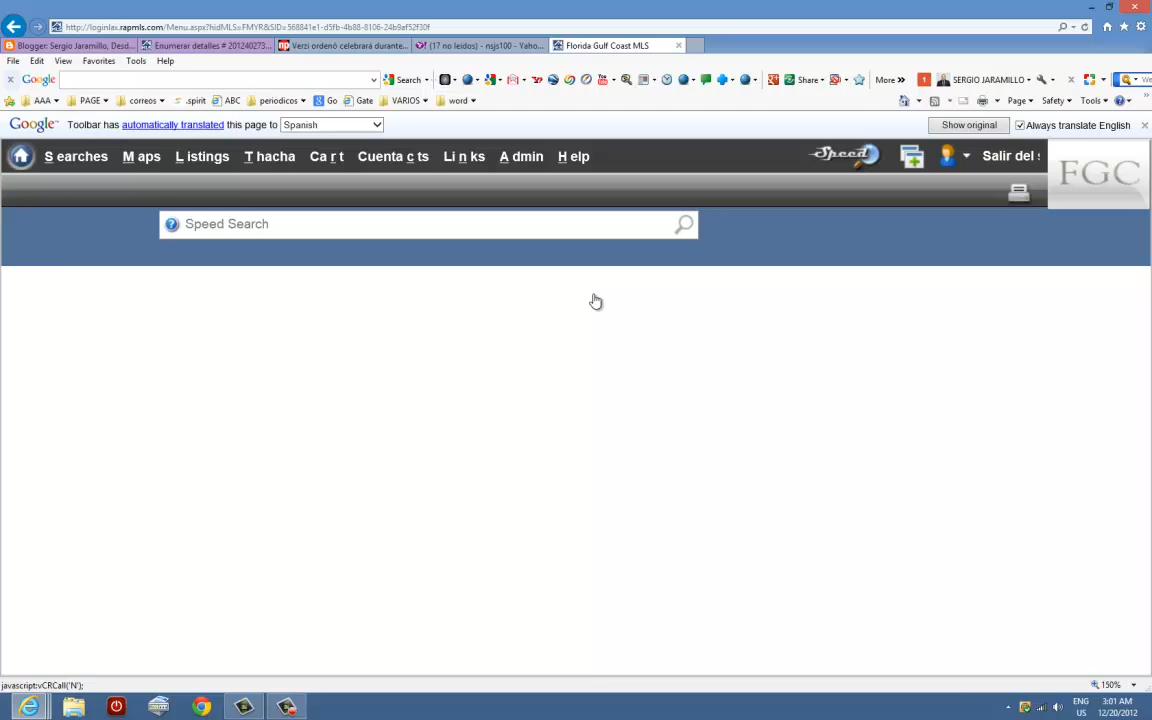 http://loginlax.rapmls.com/Menu.aspx?hidMLS=FMYR&SID=568841e1-d5fb-4b88-8106-24b9af52f30f
Blogger: Sergio Jaramillo, Desd... Enumerar detalles # 201240273... Verzi ordenó celebrará durante... (17 no leidos) - nsjs100 - Yaho... Florida Gulf Coast MLS
File Edit View Favorites Tools Help
Google Search Share More SERGIO JARAMILLO We
AAA PAGE correos .spirit ABC periodicos Go Gate VARIOS word Page Safety Tools
Google Toolbar has automatically translated this page to Spanish Show original Always translate English
S earches M aps L istings T hacha Ca r t Cuenta c ts Li n ks A dmin H elp Speed Salir del s
FGC
Speed Search
javascript:vCRCall('N');
150%
ENG 3:01 AM
US 12/20/2012